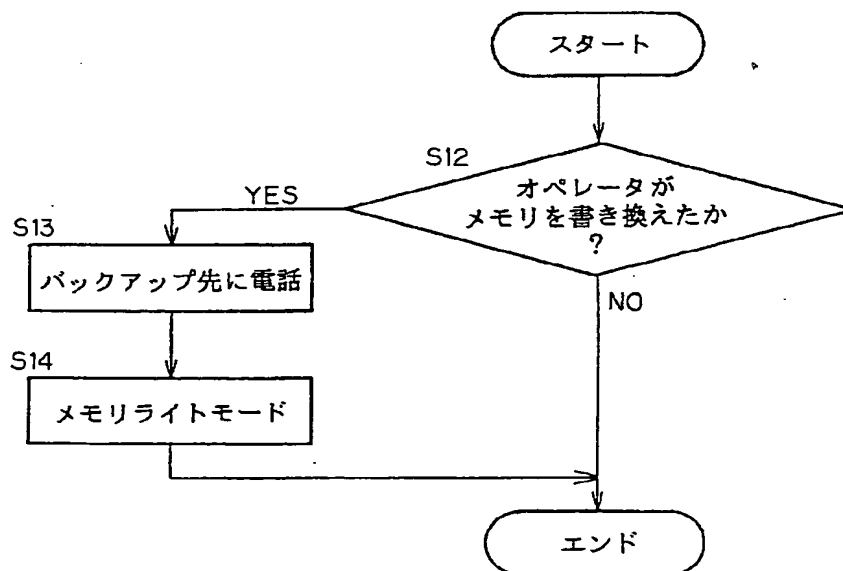 スタート
S12
オペレータが
メモリを書き換えたか
?
YES
NO
S13
バックアップ先に電話
S14
メモリライトモード
エンド